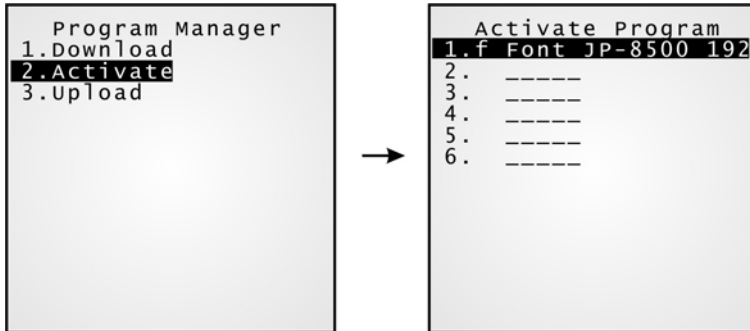 Program Manager
1.Download
2.Activate
3.Upload
Activate Program
1.f Font JP-8500 192
2. _____
3. _____
4. _____
5. _____
6. _____